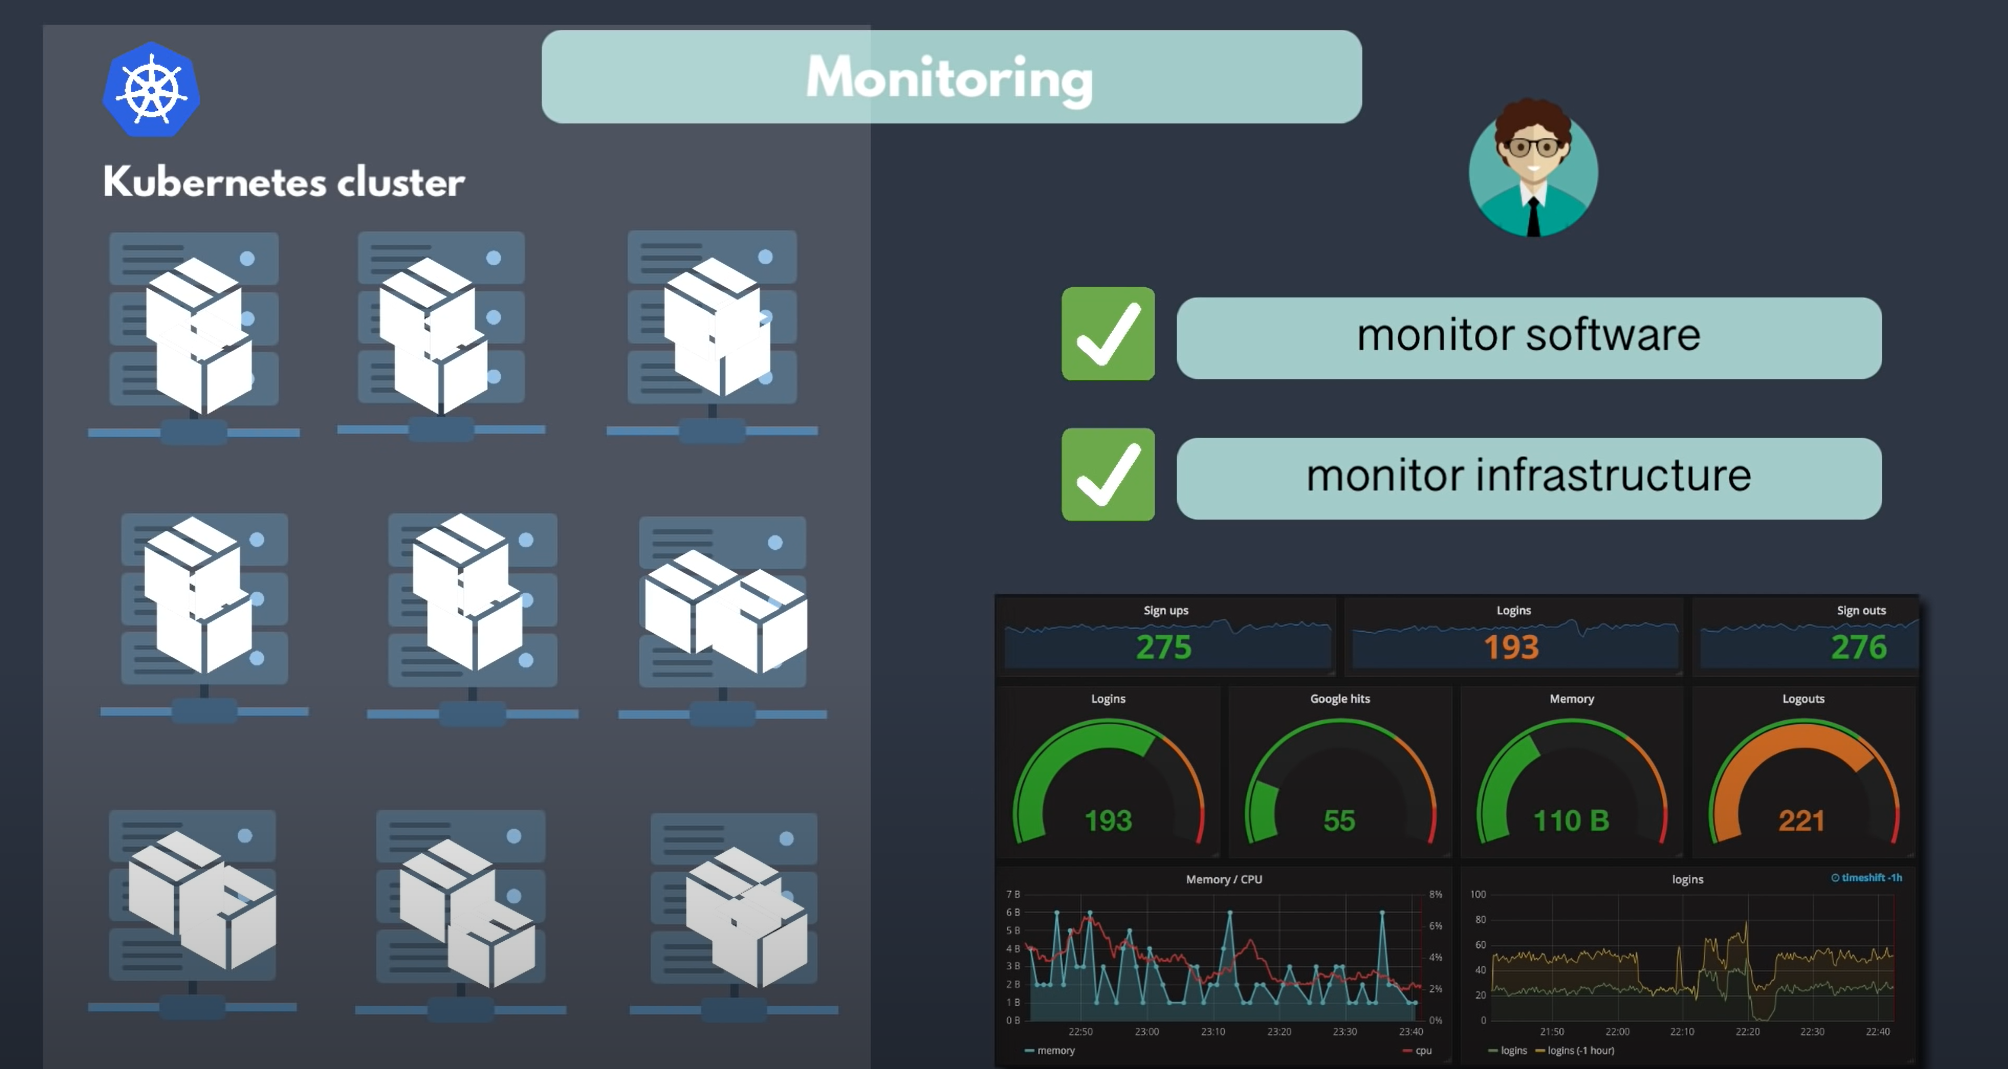 Monitoring
Kubernetes cluster
monitor software
monitor infrastructure
Sign ups
275
Logins
193
Sign outs
276
Logins
193
Google hits
55
Memory
110 B
Logouts
221
Memory / CPU
7 B
6 B
5 B
4 B
3 B
2 B
1 B
0 B
8%
6%
4%
2%
0%
22:50 23:00 23:10 23:20 23:30 23:40
memory
cpu
logins
timeshift -1h
100
80
60
40
20
0
21:50 22:00 22:10 22:20 22:30 22:40
logins logins (-1 hour)